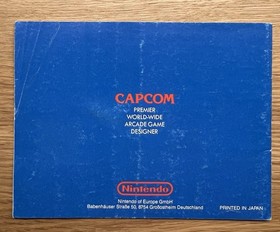 CAPCOM
PREMIER
WORLD-WIDE
ARCADE GAME
DESIGNER
Nintendo
Nintendo of Europe GmbH
Babenhäuser Straße 50, 8754 Großostheim Deutschland
PRINTED IN JAPAN